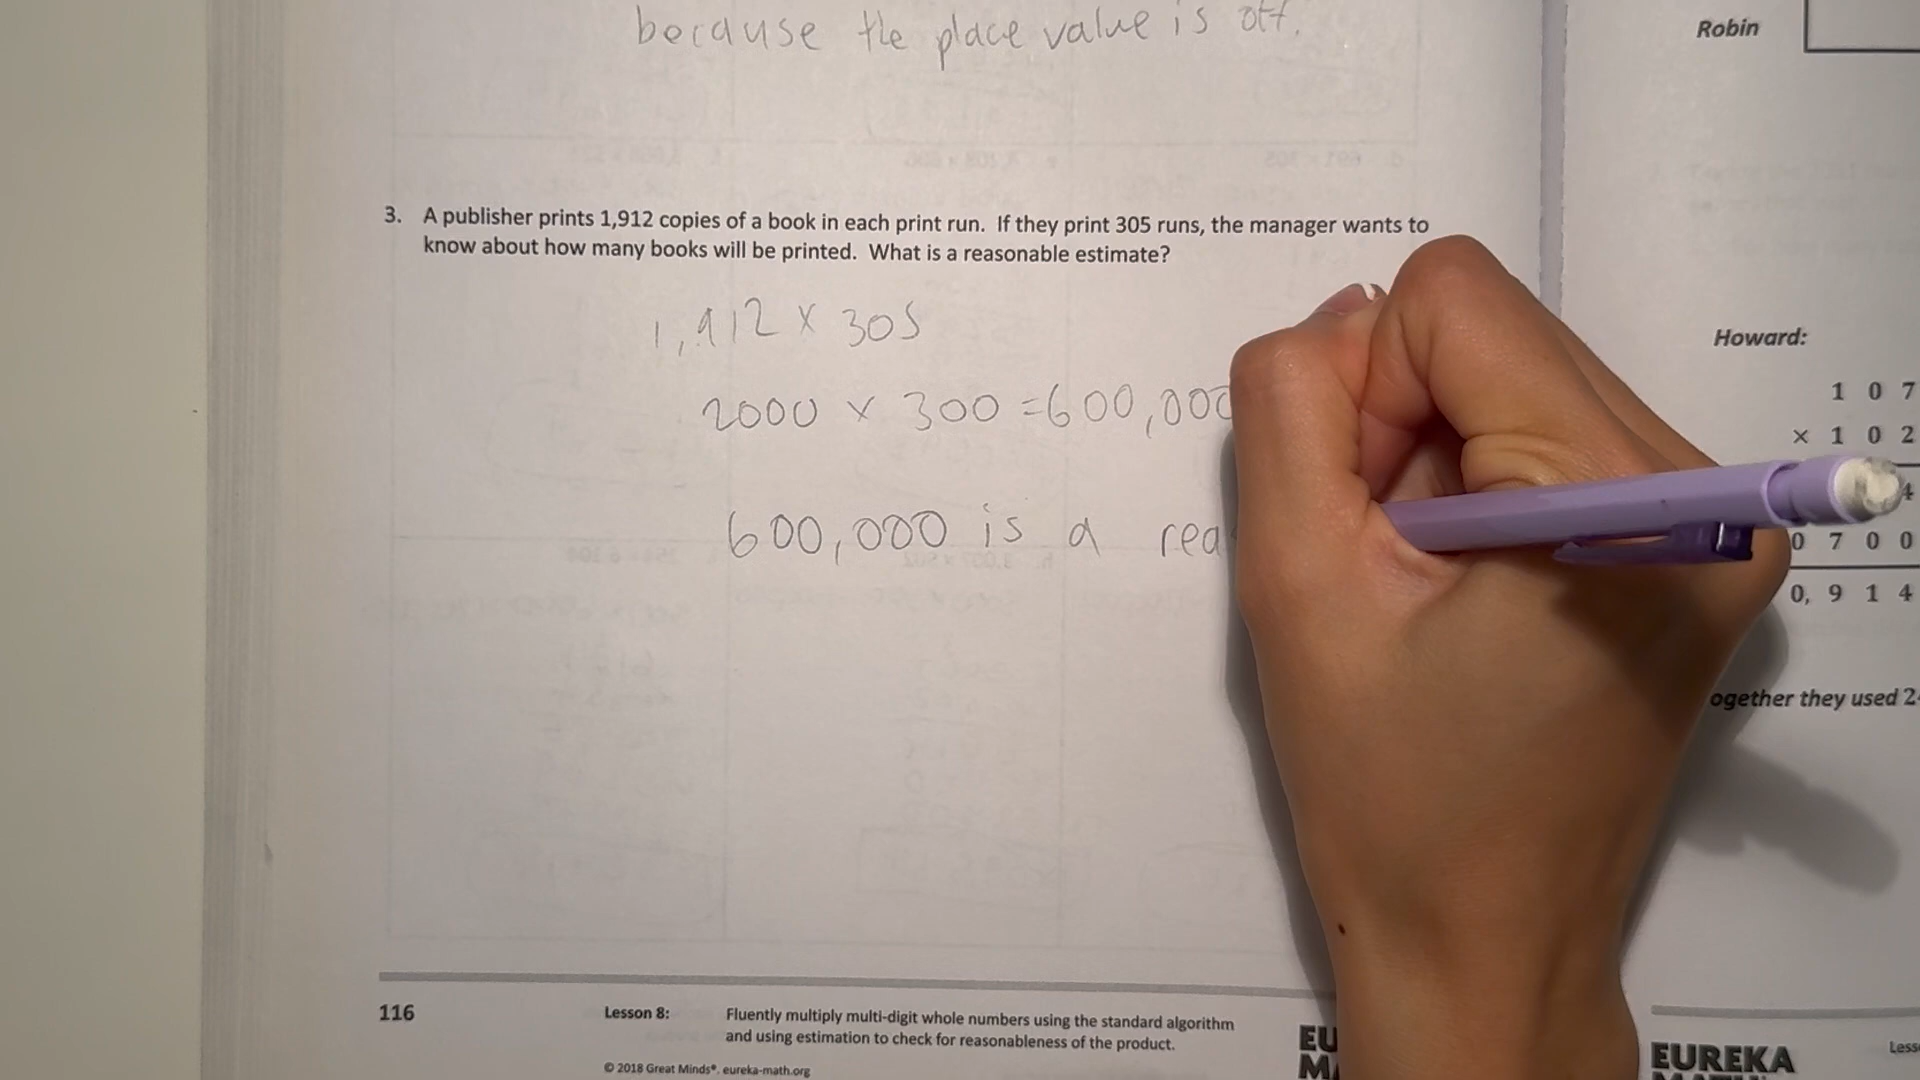 because the place value is off.
3. A publisher prints 1,912 copies of a book in each print run. If they print 305 runs, the manager wants to
know about how many books will be printed. What is a reasonable estimate?
1,912 x 305
2000 x 300 =600,000
600,000 is a rea
116
Lesson 8:
Fluently multiply multi-digit whole numbers using the standard algorithm
and using estimation to check for reasonableness of the product.
© 2018 Great Minds®. eureka-math.org
EU
M
Robin
Howard:
1 0 7
× 1 0 2
4
0 7 0 0
0, 9 1 4
ogether they used 2
EUREKA
Less